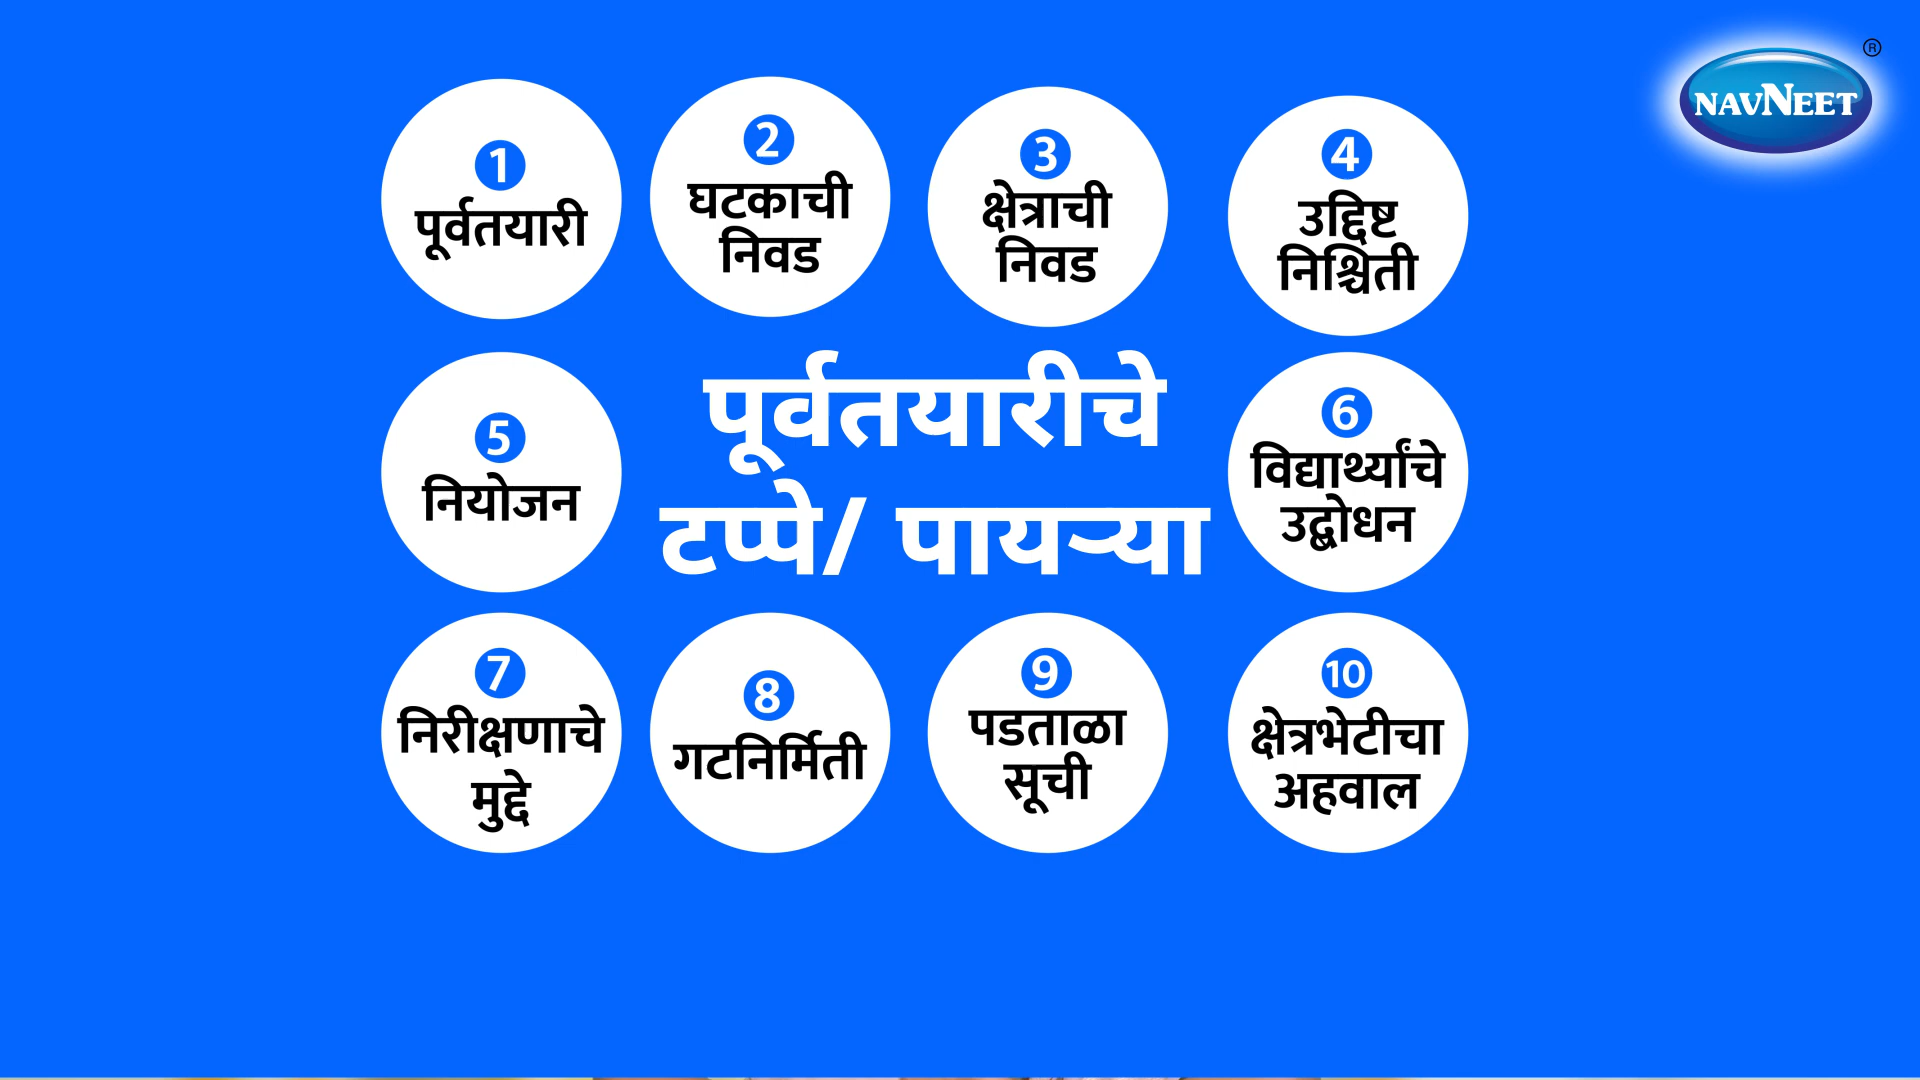 NAVNEET ®
1
पूर्वतयारी
2
घटकाची
निवड
3
क्षेत्राची
निवड
4
उद्दिष्ट
निश्चिती
पूर्वतयारीचे
टप्पे/ पायऱ्या
5
नियोजन
6
विद्यार्थ्यांचे
उद्बोधन
7
निरीक्षणाचे
मुद्दे
8
गटनिर्मिती
9
पडताळा
सूची
10
क्षेत्रभेटीचा
अहवाल